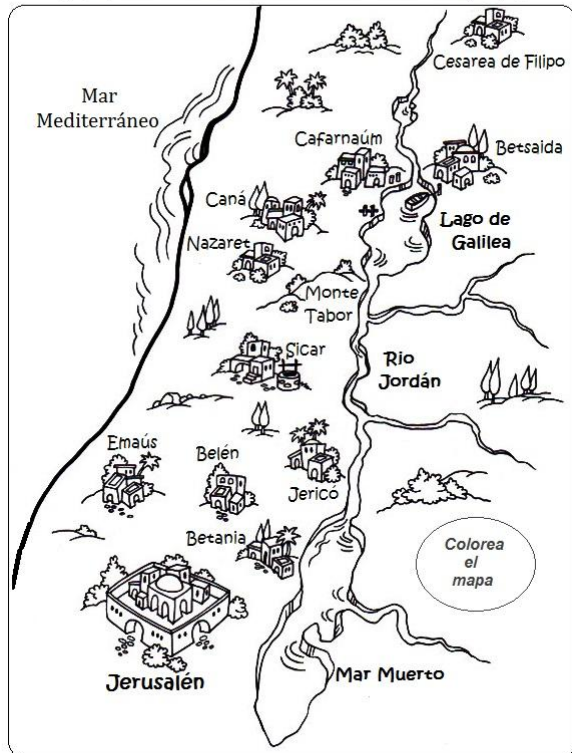 Cesarea de Filipo
Mar
Mediterráneo
Cafarnaúm
Betsaida
Caná
Lago de
Galilea
Nazaret
Monte
Tabor
Sicar
Rio
Jordán
Emaús
Belén
Jericó
Betania
Colorea
el
mapa
Jerusalén
Mar Muerto